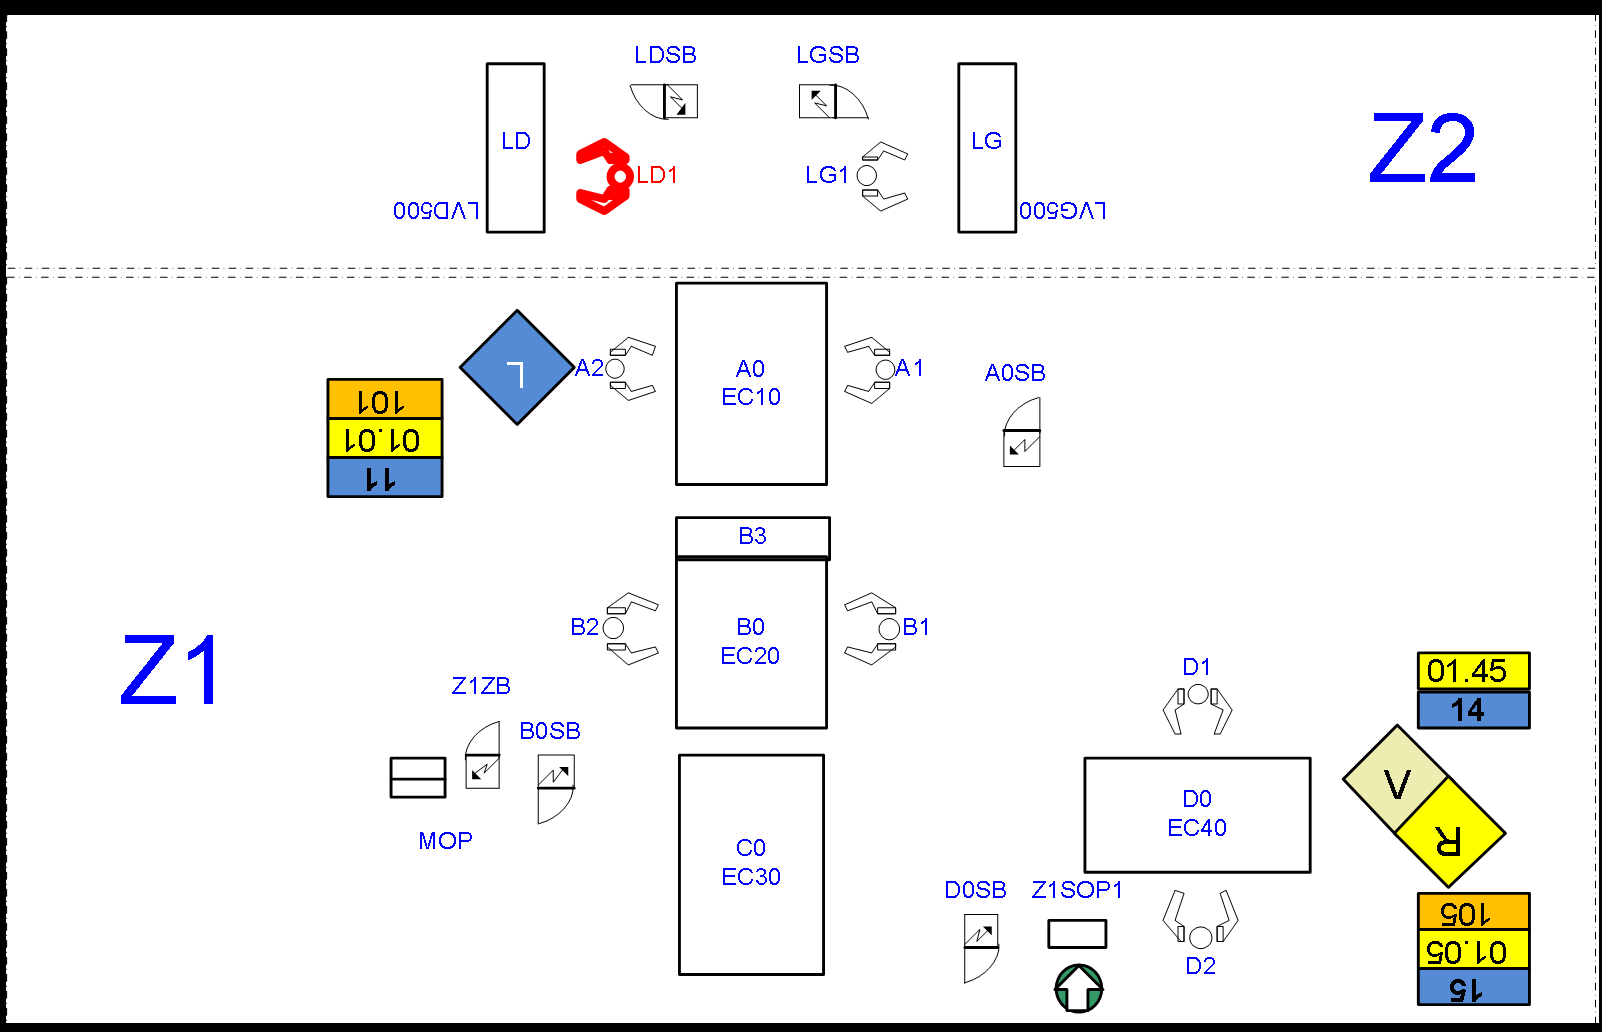 LDSB
LGSB
LD
LG
Z2
LD1
LG1
LVD500
LVG500
L
A2
A0
EC10
A1
A0SB
101
01.01
11
B3
B2
B0
EC20
B1
Z1
Z1ZB
B0SB
MOP
D1
01.45
14
V
R
D0
EC40
C0
EC30
D0SB
Z1SOP1
D2
105
01.05
15